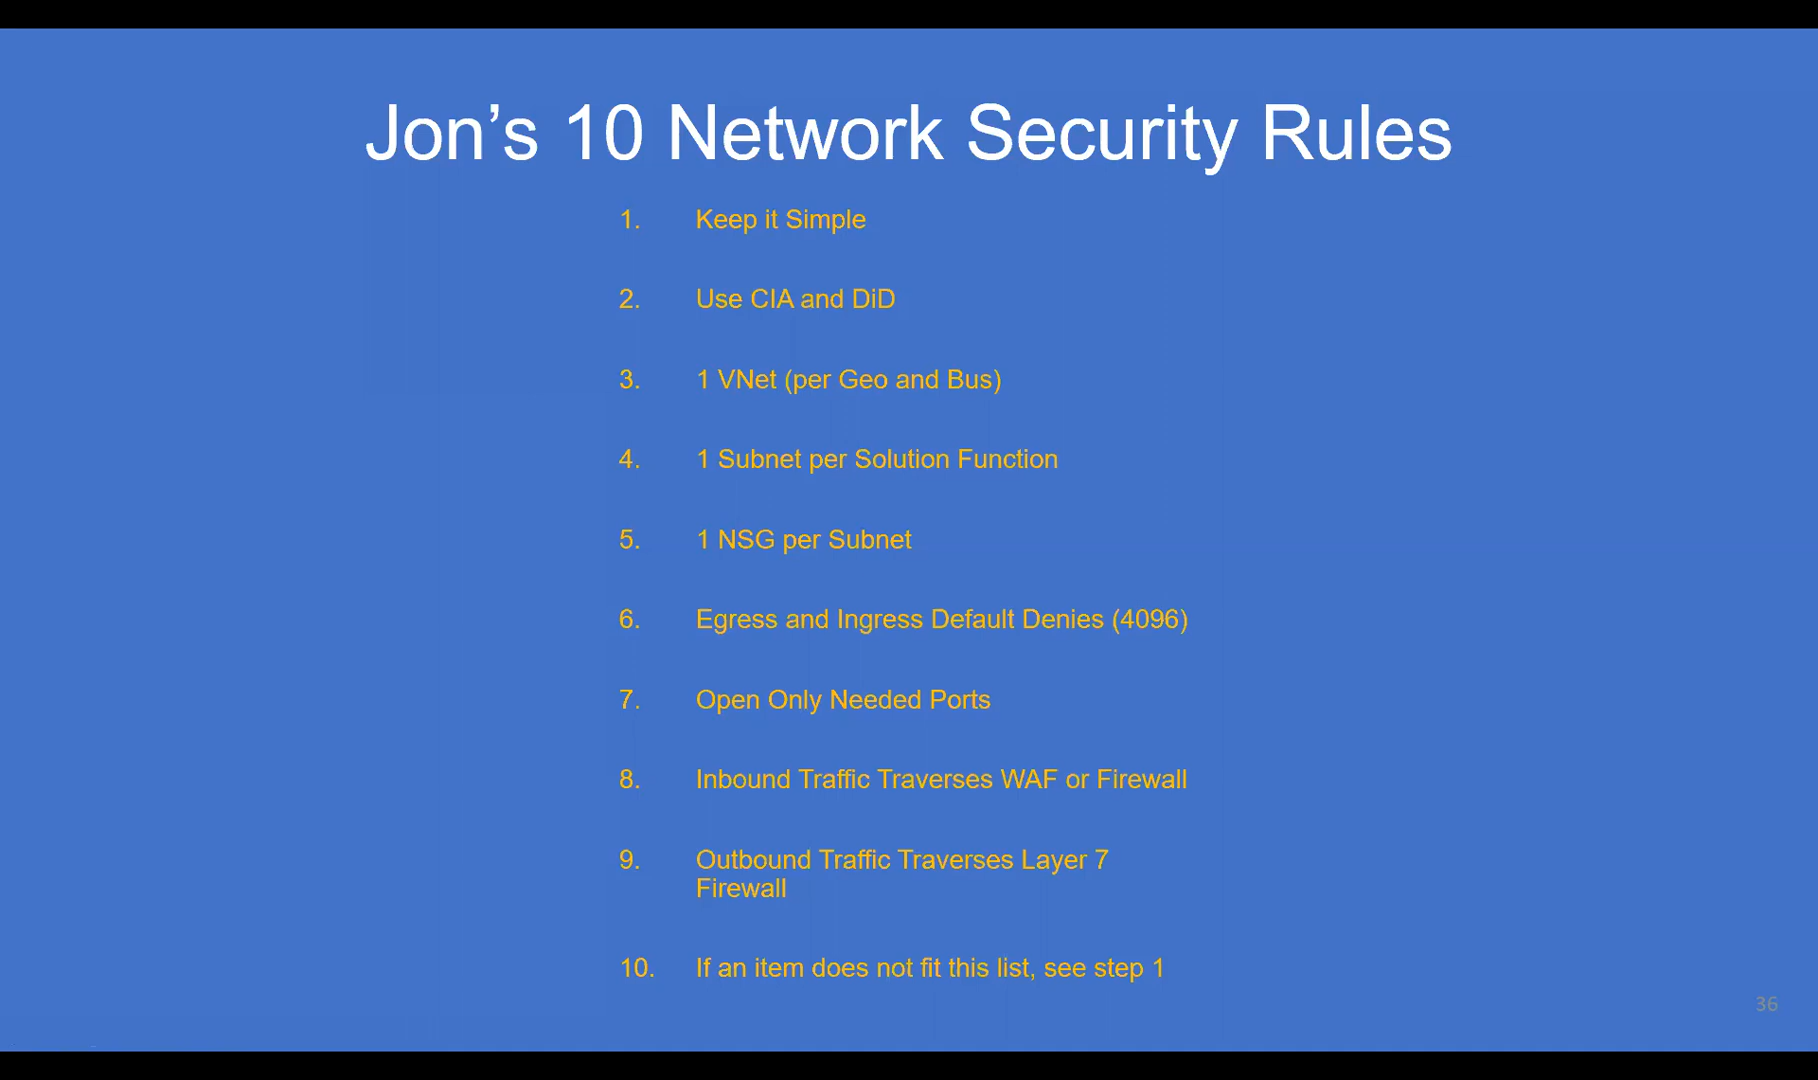 Jon’s 10 Network Security Rules
1. Keep it Simple
2. Use CIA and DiD
3. 1 VNet (per Geo and Bus)
4. 1 Subnet per Solution Function
5. 1 NSG per Subnet
6. Egress and Ingress Default Denies (4096)
7. Open Only Needed Ports
8. Inbound Traffic Traverses WAF or Firewall
9. Outbound Traffic Traverses Layer 7
Firewall
10. If an item does not fit this list, see step 1
36